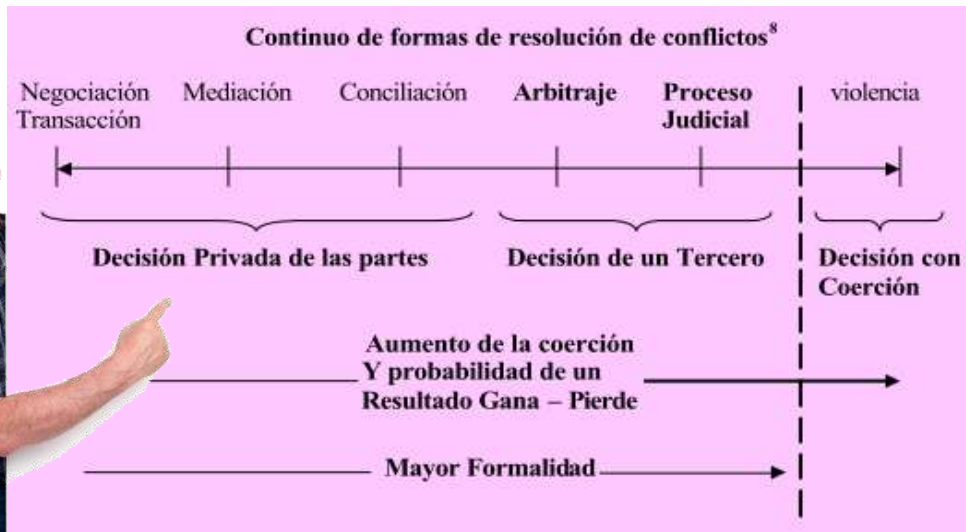 Continuo de formas de resolución de conflictos⁸
Negociación
Transacción
Mediación
Conciliación
Arbitraje
Proceso
Judicial
violencia
Decisión Privada de las partes
Decisión de un Tercero
Decisión con
Coerción
Aumento de la coerción
Y probabilidad de un
Resultado Gana – Pierde
Mayor Formalidad